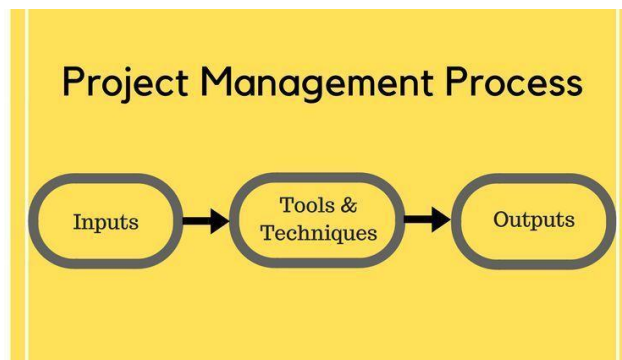 Project Management Process
Inputs
Tools &
Techniques
Outputs